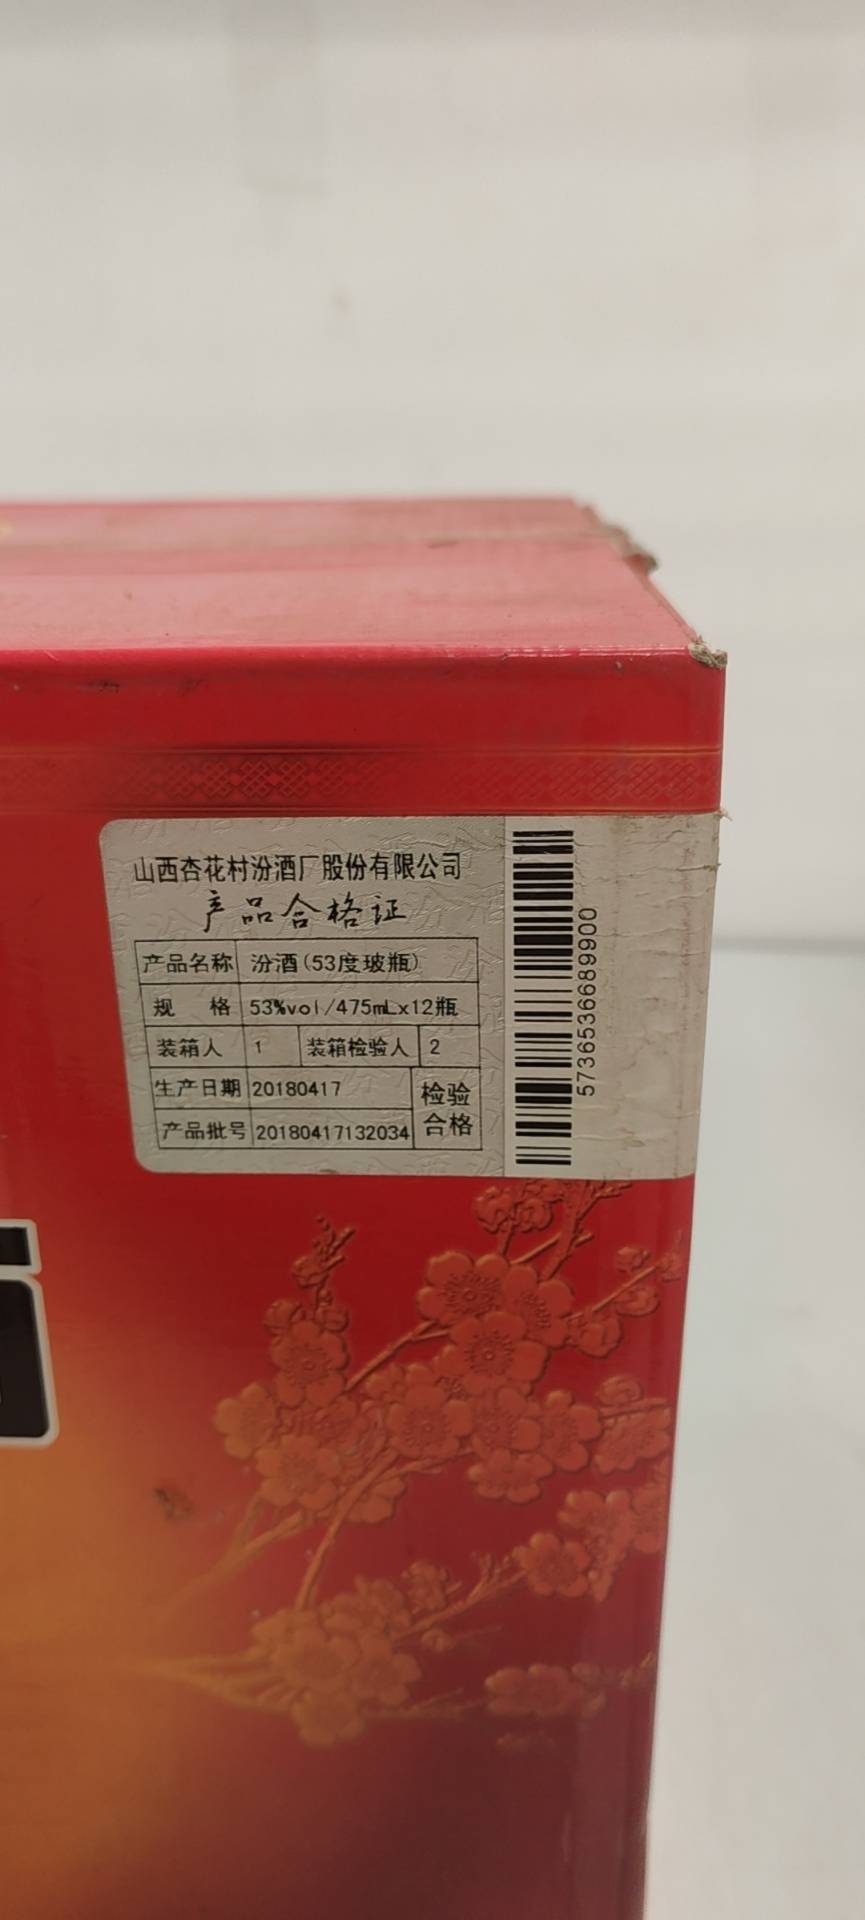 山西杏花村汾酒厂股份有限公司
产品合格证
产品名称 汾酒(53度玻瓶)
规 格 53%vol/475mLx12瓶
装箱人 1 装箱检验人 2
生产日期 20180417 检验
产品批号 20180417132034 合格
57365366899​00